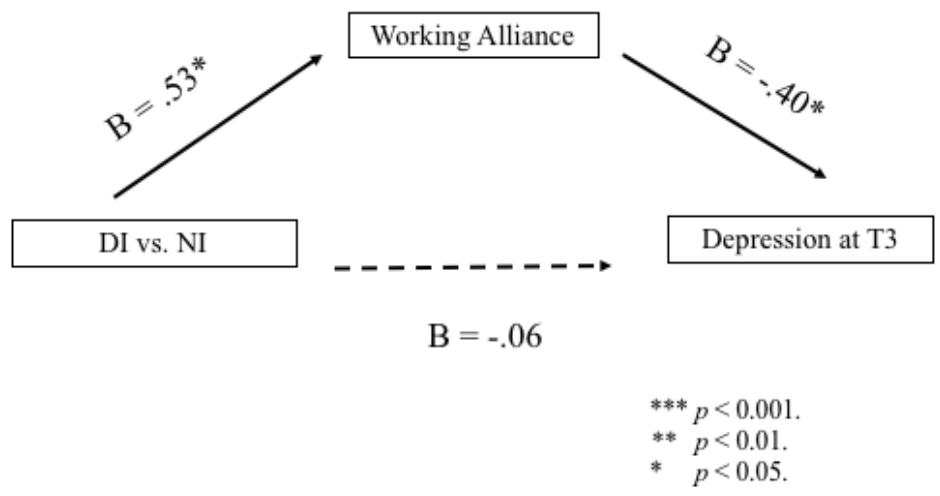 Working Alliance
B = .53*
B = -.40*
DI vs. NI
Depression at T3
B = -.06
*** p < 0.001.
** p < 0.01.
* p < 0.05.